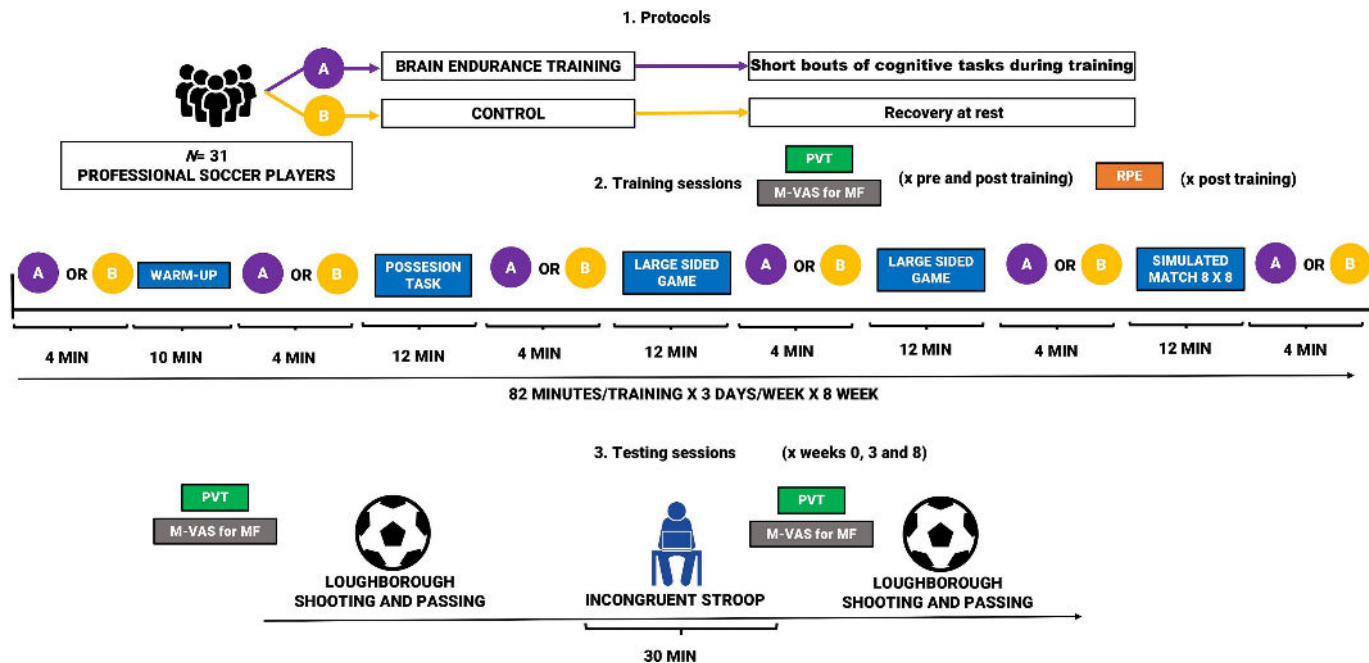 1. Protocols
A
BRAIN ENDURANCE TRAINING
Short bouts of cognitive tasks during training
B
CONTROL
Recovery at rest
N= 31
PROFESSIONAL SOCCER PLAYERS
2. Training sessions
PVT
M-VAS for MF
(x pre and post training)
RPE
(x post training)
A OR B
WARM-UP
A OR B
POSSESION
TASK
A OR B
LARGE SIDED
GAME
A OR B
LARGE SIDED
GAME
A OR B
SIMULATED
MATCH 8 X 8
A OR B
4 MIN
10 MIN
4 MIN
12 MIN
4 MIN
12 MIN
4 MIN
12 MIN
4 MIN
12 MIN
4 MIN
82 MINUTES/TRAINING X 3 DAYS/WEEK X 8 WEEK
3. Testing sessions
(x weeks 0, 3 and 8)
PVT
M-VAS for MF
LOUGHBOROUGH
SHOOTING AND PASSING
INCONGRUENT STROOP
30 MIN
PVT
M-VAS for MF
LOUGHBOROUGH
SHOOTING AND PASSING